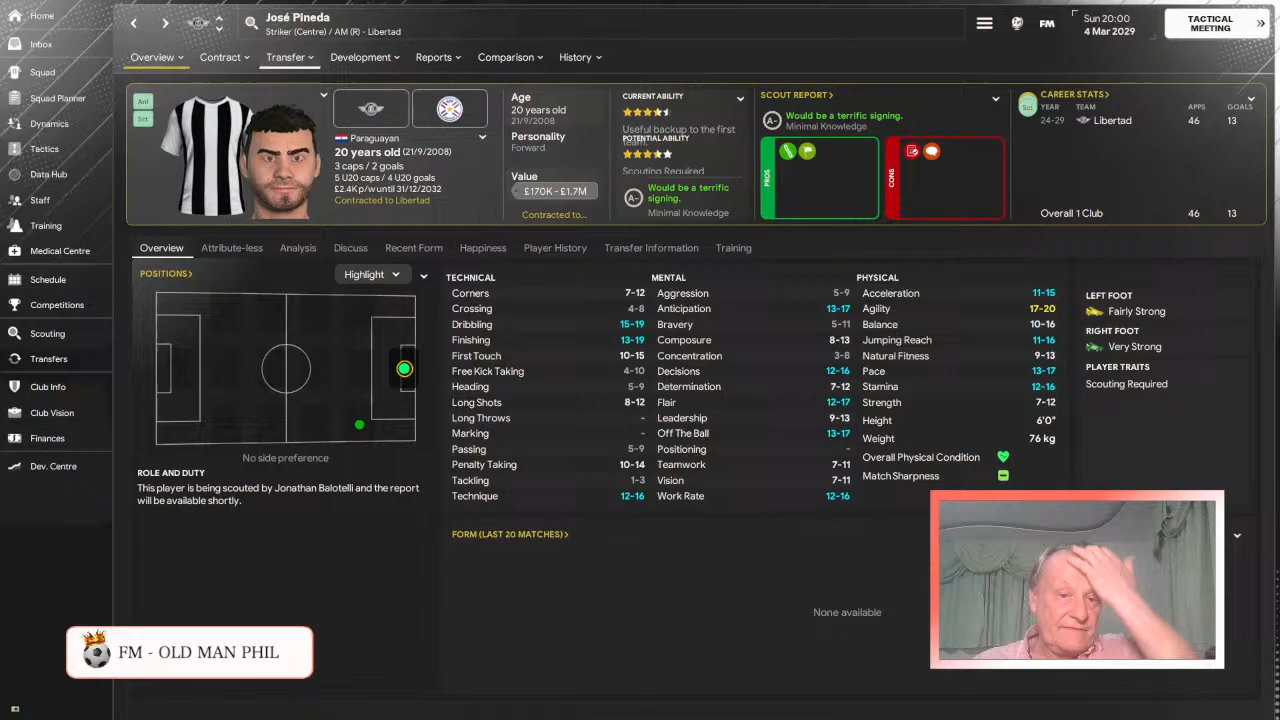 Home
Inbox
Squad
Squad Planner
Dynamics
Tactics
Data Hub
Staff
Training
Medical Centre
Schedule
Competitions
Scouting
Transfers
Club Info
Club Vision
Finances
Dev. Centre
José Pineda
Striker (Centre) / AM (R) - Libertad
FM
Sun 20:00
4 Mar 2029
TACTICAL
MEETING
Overview
Contract
Transfer
Development
Reports
Comparison
History
Sct
Paraguayan
20 years old (21/9/2008)
3 caps / 2 goals
5 U20 caps / 4 U20 goals
£2.4K p/w until 31/12/2032
Contracted to Libertad
Age
20 years old
21/9/2008
Personality
Forward
Value
£170K - £1.7M
Contracted to...
CURRENT ABILITY
Useful backup to the first
team.
POTENTIAL ABILITY
Scouting Required
A-
Would be a terrific
signing.
Minimal Knowledge
SCOUT REPORT>
A-
Would be a terrific signing.
Minimal Knowledge
PROS
CONS
CAREER STATS>
Sct
YEAR TEAM APPS GOALS
24-29 Libertad 46 13
Overall 1 Club 46 13
Overview
Attribute-less
Analysis
Discuss
Recent Form
Happiness
Player History
Transfer Information
Training
POSITIONS>
Highlight
No side preference
ROLE AND DUTY
This player is being scouted by Jonathan Balotelli and the report
will be available shortly.
TECHNICAL
Corners 7-12
Crossing 4-8
Dribbling 15-19
Finishing 13-19
First Touch 10-15
Free Kick Taking 4-10
Heading 5-9
Long Shots 8-12
Long Throws -
Marking -
Passing 5-9
Penalty Taking 10-14
Tackling 1-3
Technique 12-16
MENTAL
Aggression 5-9
Anticipation 13-17
Bravery 5-11
Composure 8-13
Concentration 3-8
Decisions 12-16
Determination 7-12
Flair 12-17
Leadership 9-13
Off The Ball 13-17
Positioning -
Teamwork 7-11
Vision 7-11
Work Rate 12-16
PHYSICAL
Acceleration 11-15
Agility 17-20
Balance 10-16
Jumping Reach 11-16
Natural Fitness 9-13
Pace 13-17
Stamina 12-16
Strength 7-12
Height 6'0"
Weight 76 kg
Overall Physical Condition
Match Sharpness
LEFT FOOT
Fairly Strong
RIGHT FOOT
Very Strong
PLAYER TRAITS
Scouting Required
FORM (LAST 20 MATCHES)>
None available
FM - OLD MAN PHIL